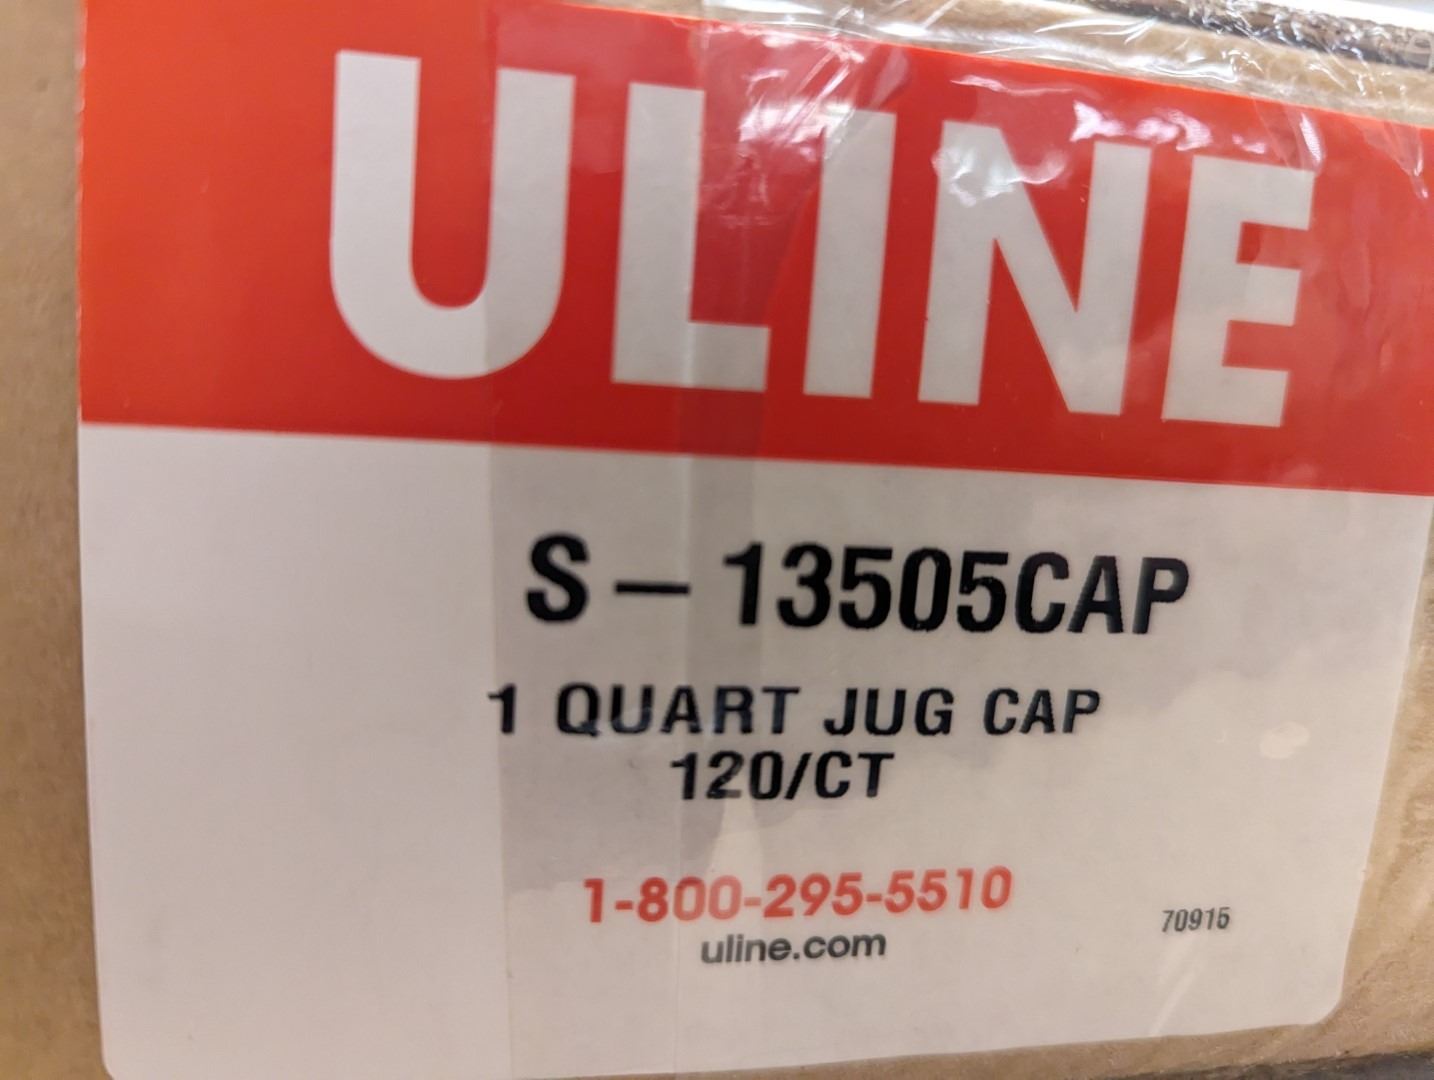 ULINE
S-13505CAP
1 QUART JUG CAP
120/CT
1-800-295-5510
uline.com
70915